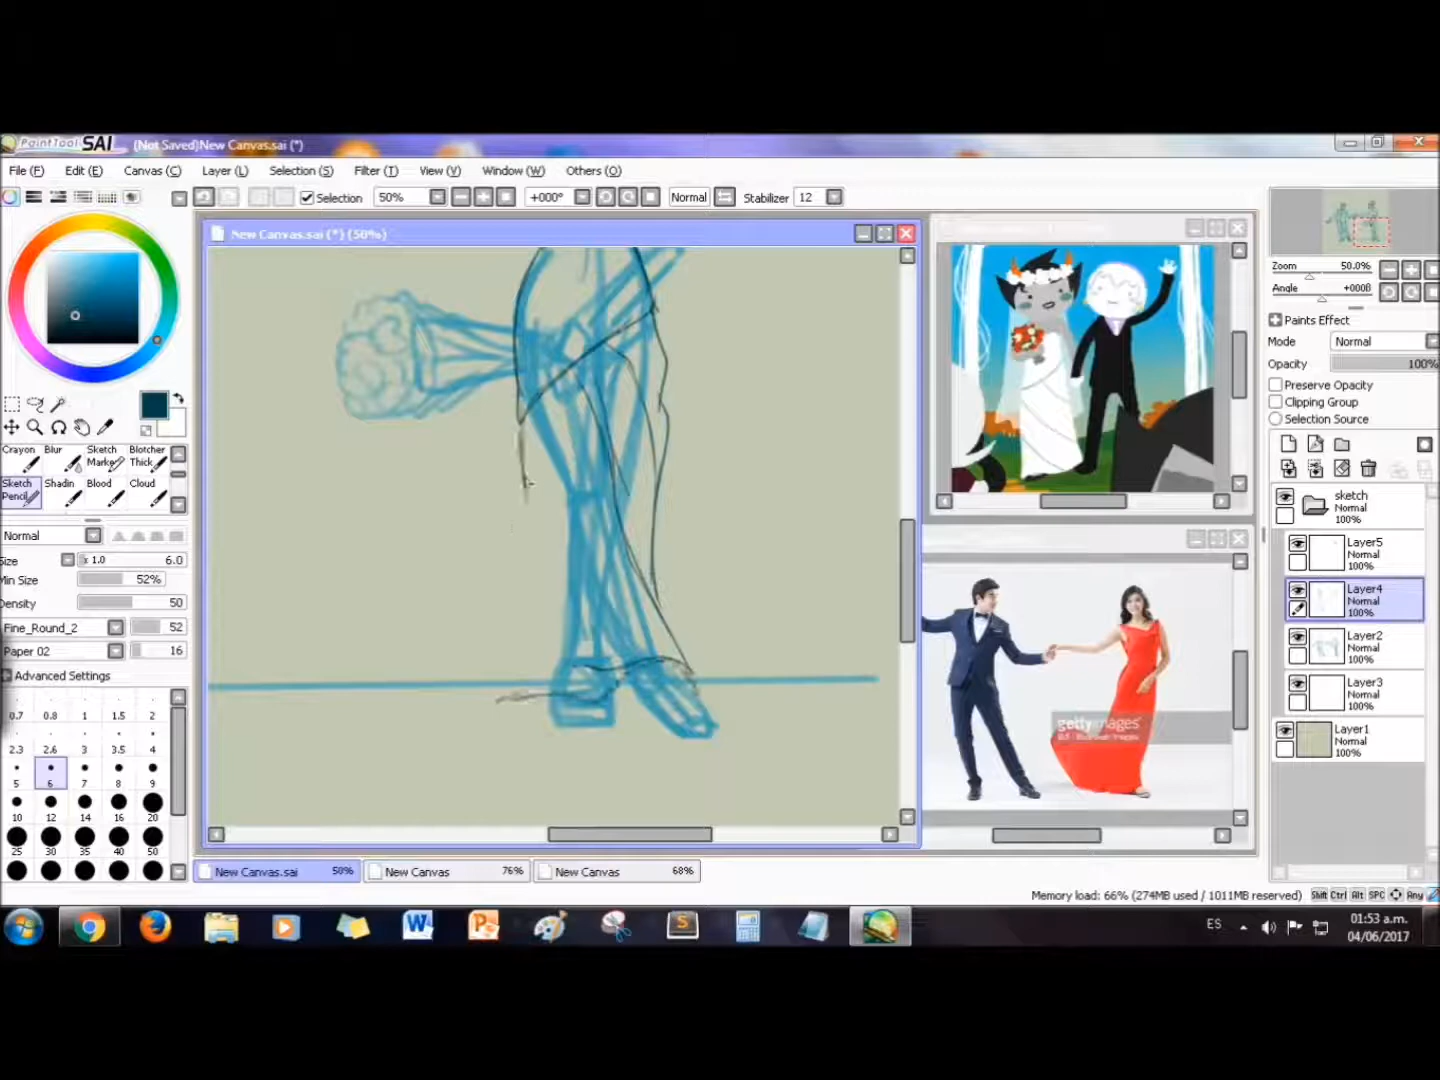 PaintTool SAI (Not Saved)New Canvas.sai (*)
File (F) Edit (E) Canvas (C) Layer (L) Selection (S) Filter (T) View (V) Window (W) Others (O)
Selection 50% +000° Normal Stabilizer 12
New Canvas.sai (*) (50%)
Zoom 50.0%
Angle +000ß
Paints Effect
Mode Normal
Opacity 100%
Preserve Opacity
Clipping Group
Selection Source
Crayon Blur Sketch Marke Blotcher Thick
Sketch Pencil Shadin Blood Cloud
Normal
Size x 1.0 6.0
Min Size 52%
Density 50
Fine_Round_2 52
Paper 02 16
Advanced Settings
0.7 0.8 1 1.5 2
2.3 2.6 3 3.5 4
5 6 7 8 9
10 12 14 16 20
25 30 35 40 50
sketch
Normal
100%
Layer5
Normal
100%
Layer4
Normal
100%
Layer2
Normal
100%
Layer3
Normal
100%
Layer1
Normal
100%
gettyimages
New Canvas.sai 50% New Canvas 76% New Canvas 68%
Memory load: 66% (274MB used / 1011MB reserved) Shift Ctrl Alt SPC Any
W P S ES 01:53 a.m.
04/06/2017